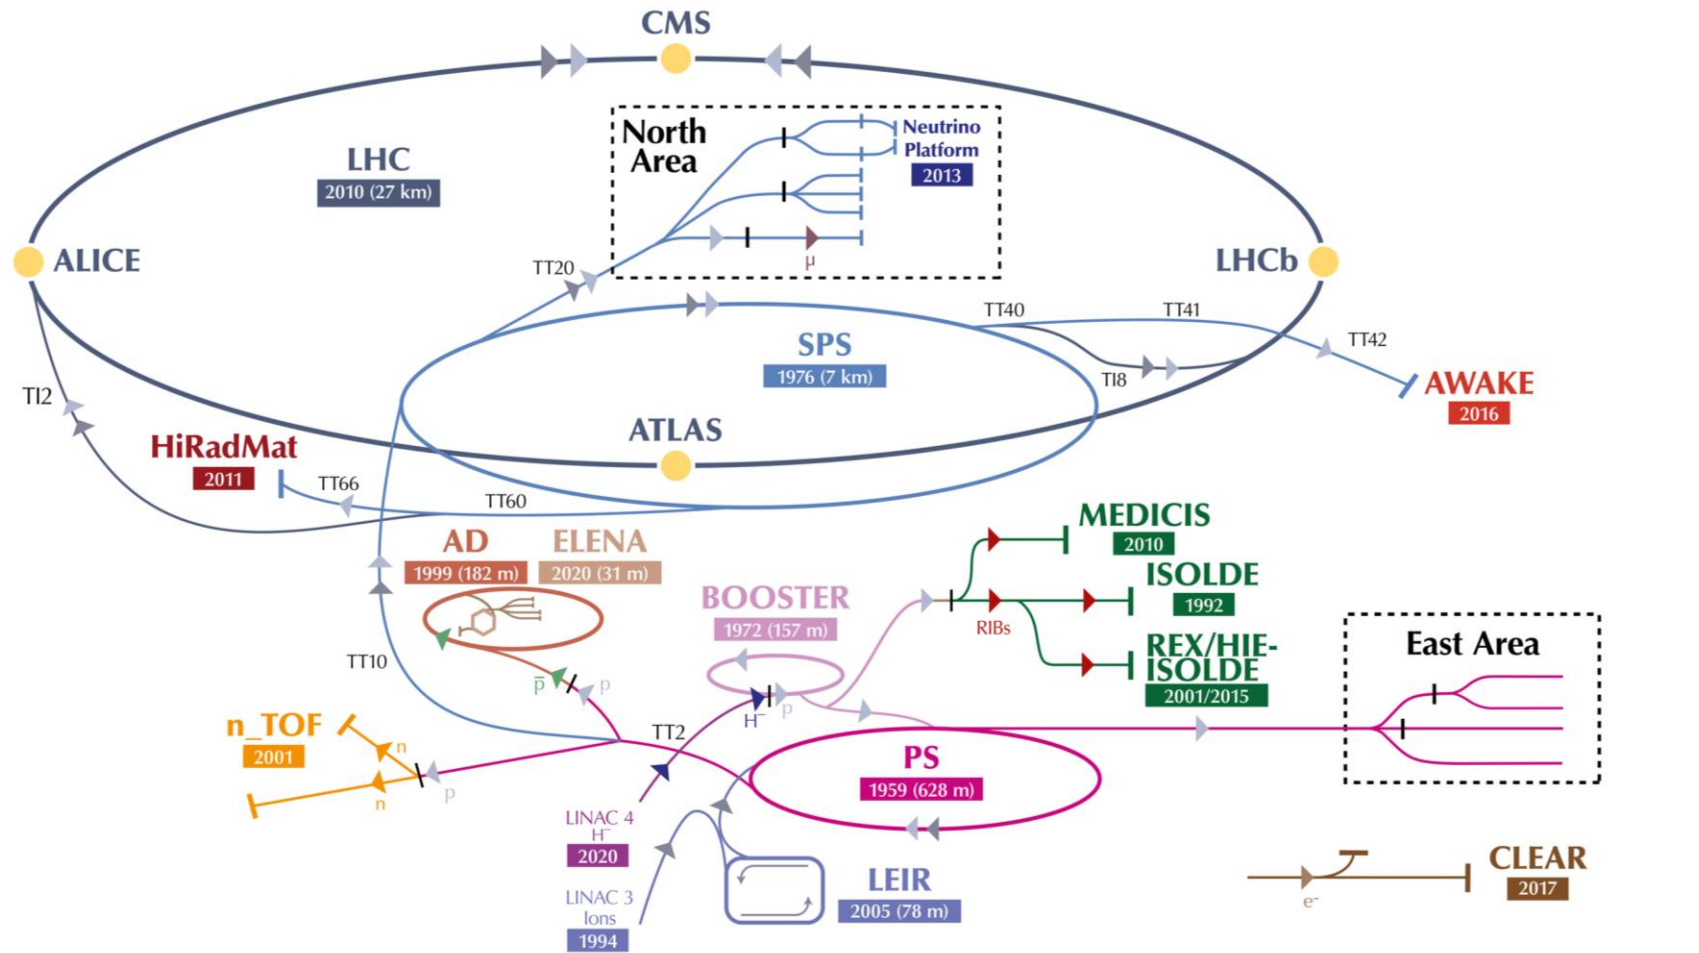 CMS
North
Area
Neutrino
Platform
2013
LHC
2010 (27 km)
μ
ALICE
LHCb
TT20
TT40
TT41
TT42
SPS
1976 (7 km)
TI8
AWAKE
2016
TI2
ATLAS
HiRadMat
2011
TT66
TT60
AD
1999 (182 m)
ELENA
2020 (31 m)
MEDICIS
2010
ISOLDE
1992
BOOSTER
1972 (157 m)
RIBs
REX/HIE-
ISOLDE
2001/2015
East Area
TT10
p̅
p
H⁻
p
n_TOF
2001
n
n
p
TT2
PS
1959 (628 m)
LINAC 4
H⁻
2020
LINAC 3
Ions
1994
LEIR
2005 (78 m)
CLEAR
2017
e⁻